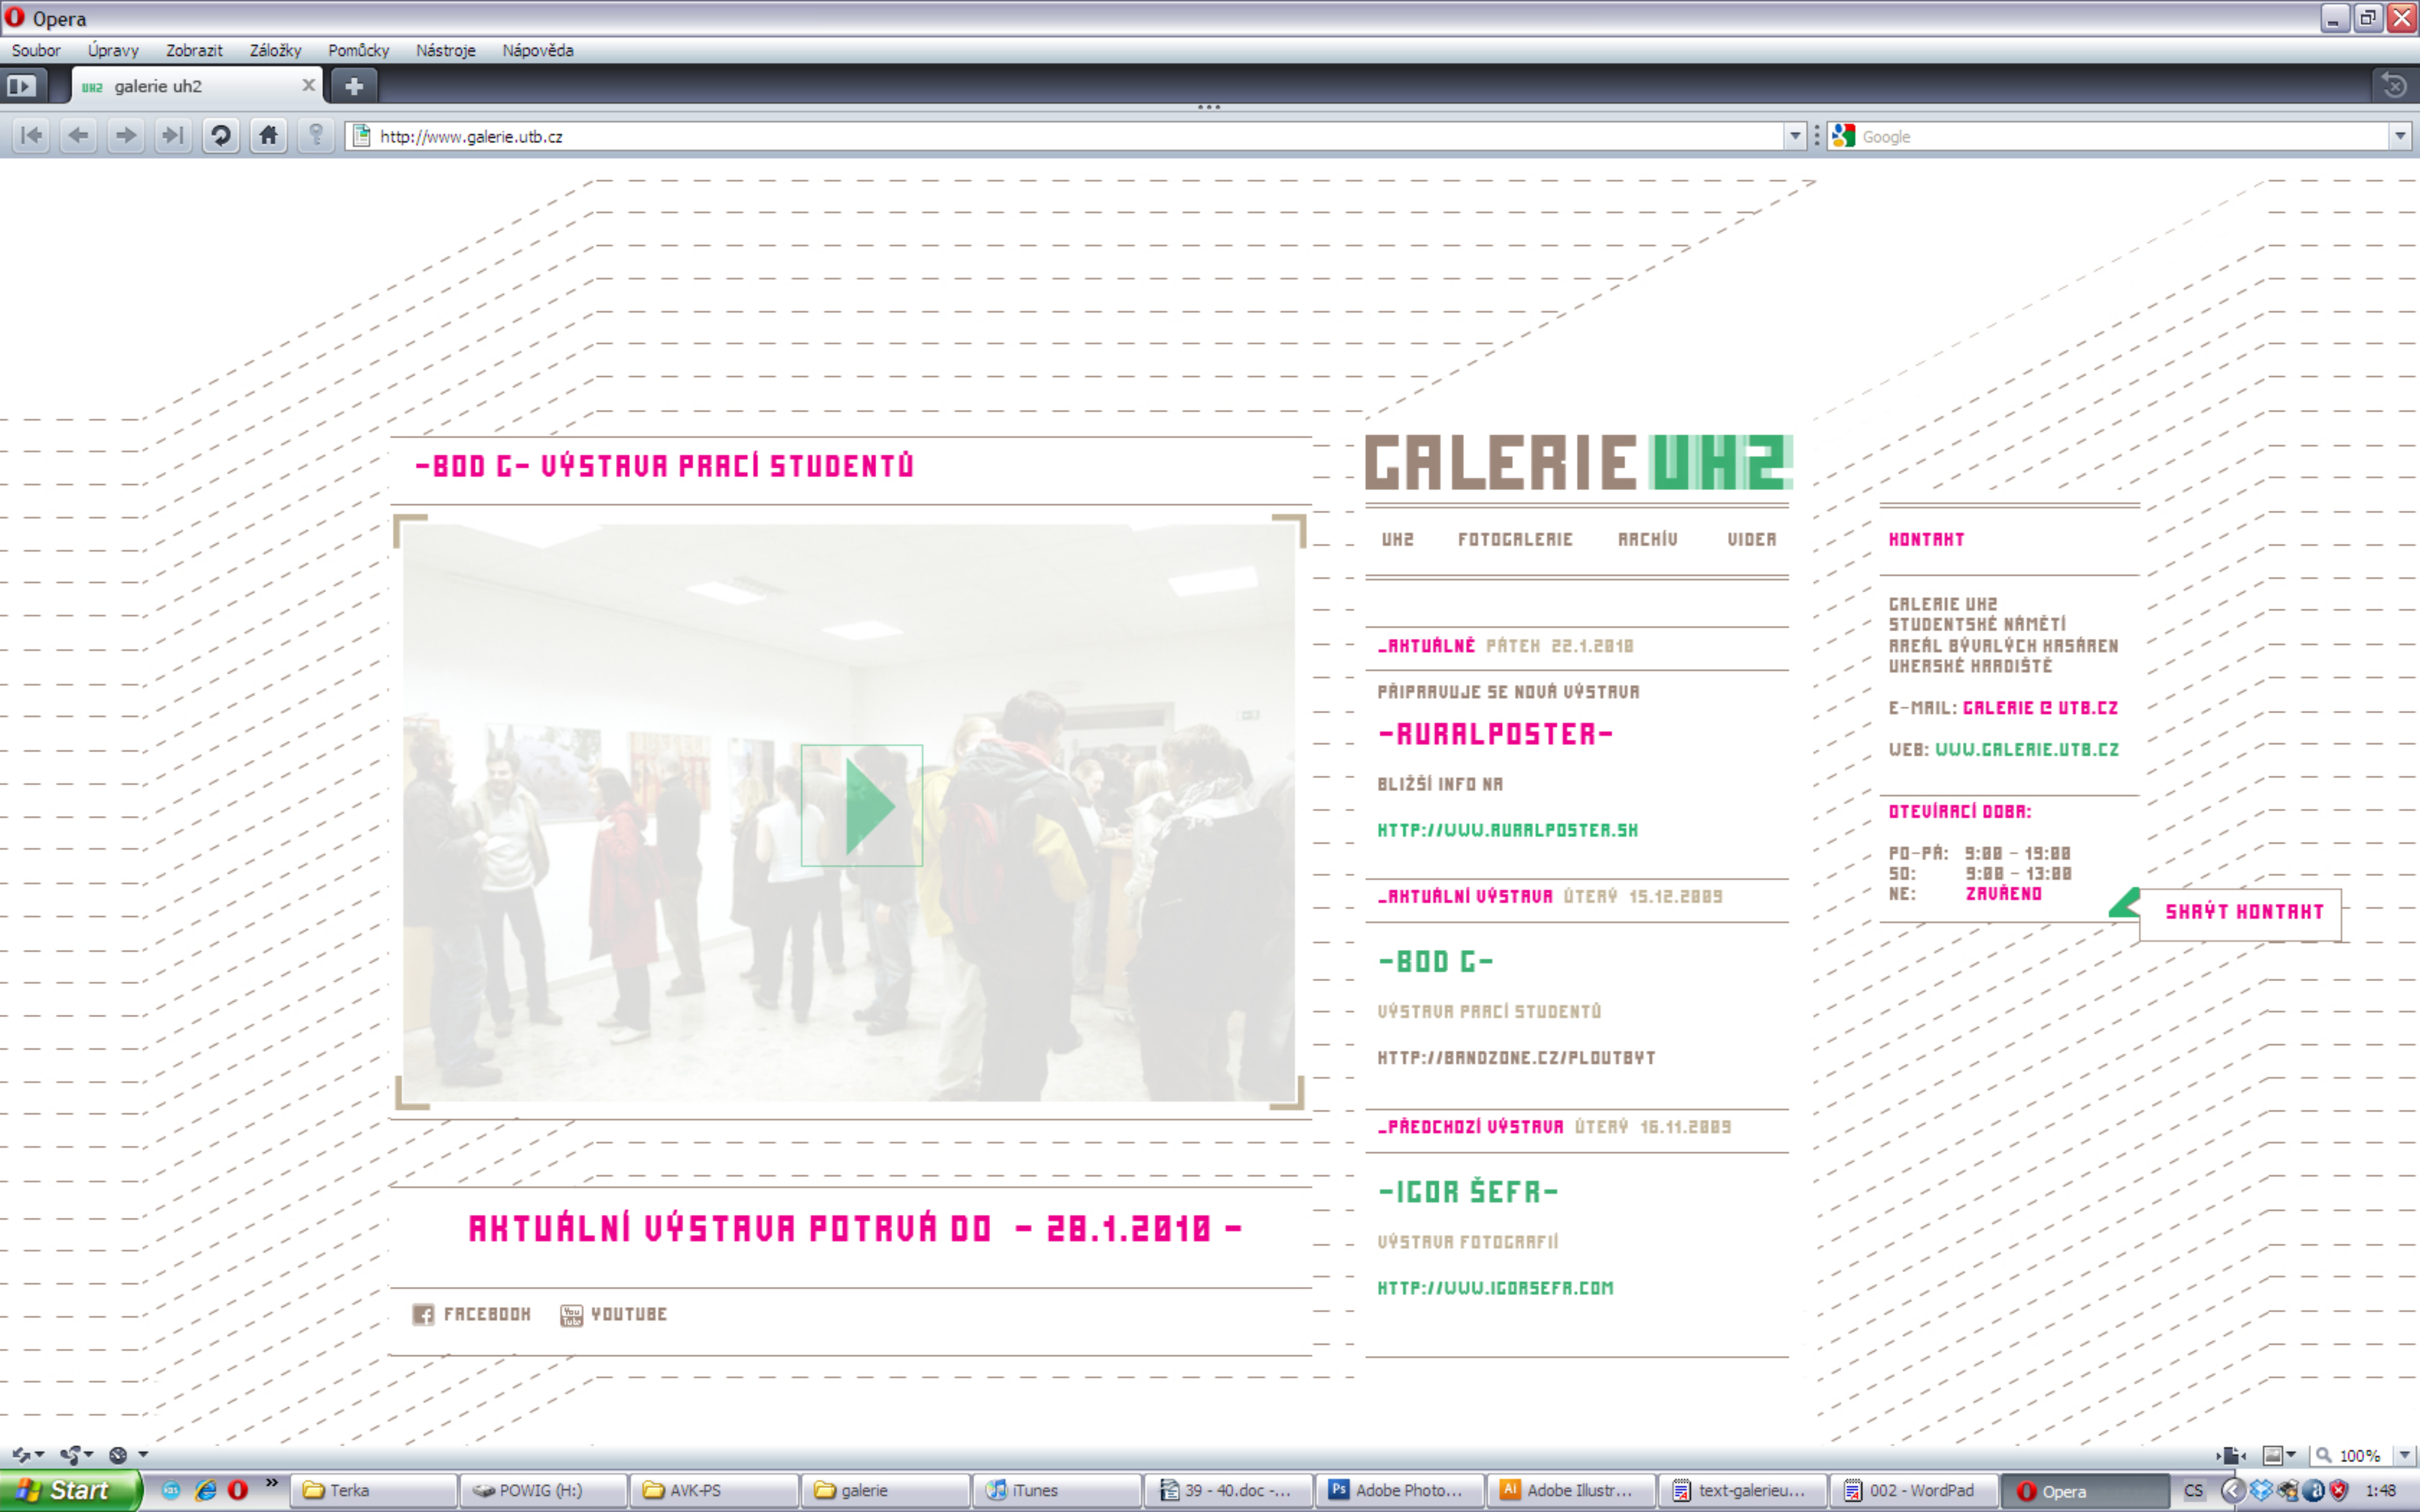 Opera
Soubor Úpravy Zobrazit Záložky Pomůcky Nástroje Nápověda
UH2 galerie uh2
http://www.galerie.utb.cz
Google
-BOD G- VÝSTAVA PRACÍ STUDENTŮ
GALERIE UH2
UH2 FOTOGALERIE ARCHÍV VIDEA
_AKTUÁLNĚ PÁTEK 22.1.2010
PŘIPRAVUJE SE NOVÁ VÝSTAVA
-RURALPOSTER-
BLIŽŠÍ INFO NA
HTTP://WWW.RURALPOSTER.SK
_AKTUÁLNÍ VÝSTAVA ÚTERÝ 15.12.2009
-BOD G-
VÝSTAVA PRACÍ STUDENTŮ
HTTP://BANDZONE.CZ/PLOUTBYT
_PŘEDCHOZÍ VÝSTAVA ÚTERÝ 16.11.2009
-IGOR ŠEFR-
VÝSTAVA FOTOGRAFIÍ
HTTP://WWW.IGORSEFR.COM
KONTAKT
GALERIE UH2
STUDENTSKÉ NÁMĚTÍ
AREÁL BÝVALÝCH KASÁREN
UHERSKÉ HRADIŠTĚ
E-MAIL: GALERIE @ UTB.CZ
WEB: WWW.GALERIE.UTB.CZ
OTEVÍRACÍ DOBA:
PO-PÁ: 9:00 - 19:00
SO: 9:00 - 13:00
NE: ZAVŘENO
SKRÝT KONTAKT
AKTUÁLNÍ VÝSTAVA POTRVÁ DO - 28.1.2010 -
FACEBOOK YOUTUBE
100%
Start Terka POWIG (H:) AVK-PS galerie iTunes 39 - 40.doc -... Adobe Photo... Adobe Illustr... text-galerieu... 002 - WordPad Opera CS 1:48